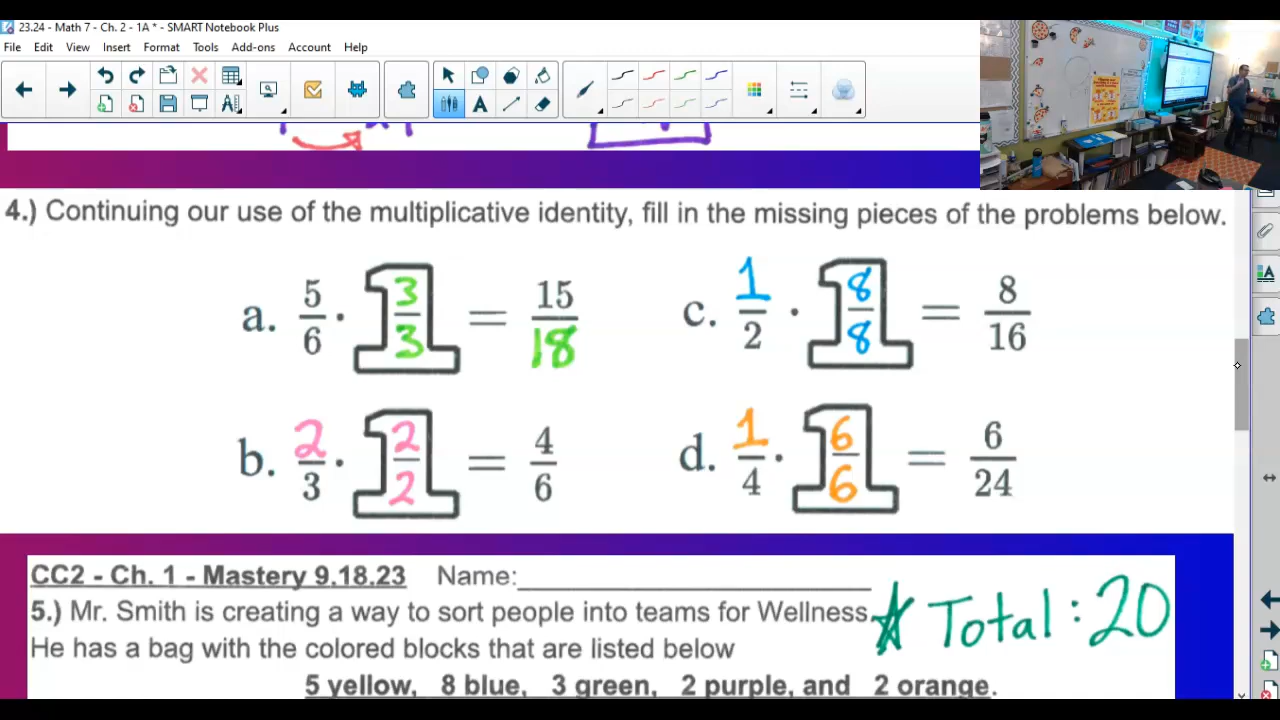 23.24 - Math 7 - Ch. 2 - 1A * - SMART Notebook Plus
File Edit View Insert Format Tools Add-ons Account Help
4.) Continuing our use of the multiplicative identity, fill in the missing pieces of the problems below.
a. 5/6 · 1 3/3 = 15/18
c. 1/2 · 1 8/8 = 8/16
b. 2/3 · 1 2/2 = 4/6
d. 1/4 · 1 6/6 = 6/24
CC2 - Ch. 1 - Mastery 9.18.23 Name:
5.) Mr. Smith is creating a way to sort people into teams for Wellness. ☆ Total: 20
He has a bag with the colored blocks that are listed below
5 yellow, 8 blue, 3 green, 2 purple, and 2 orange.